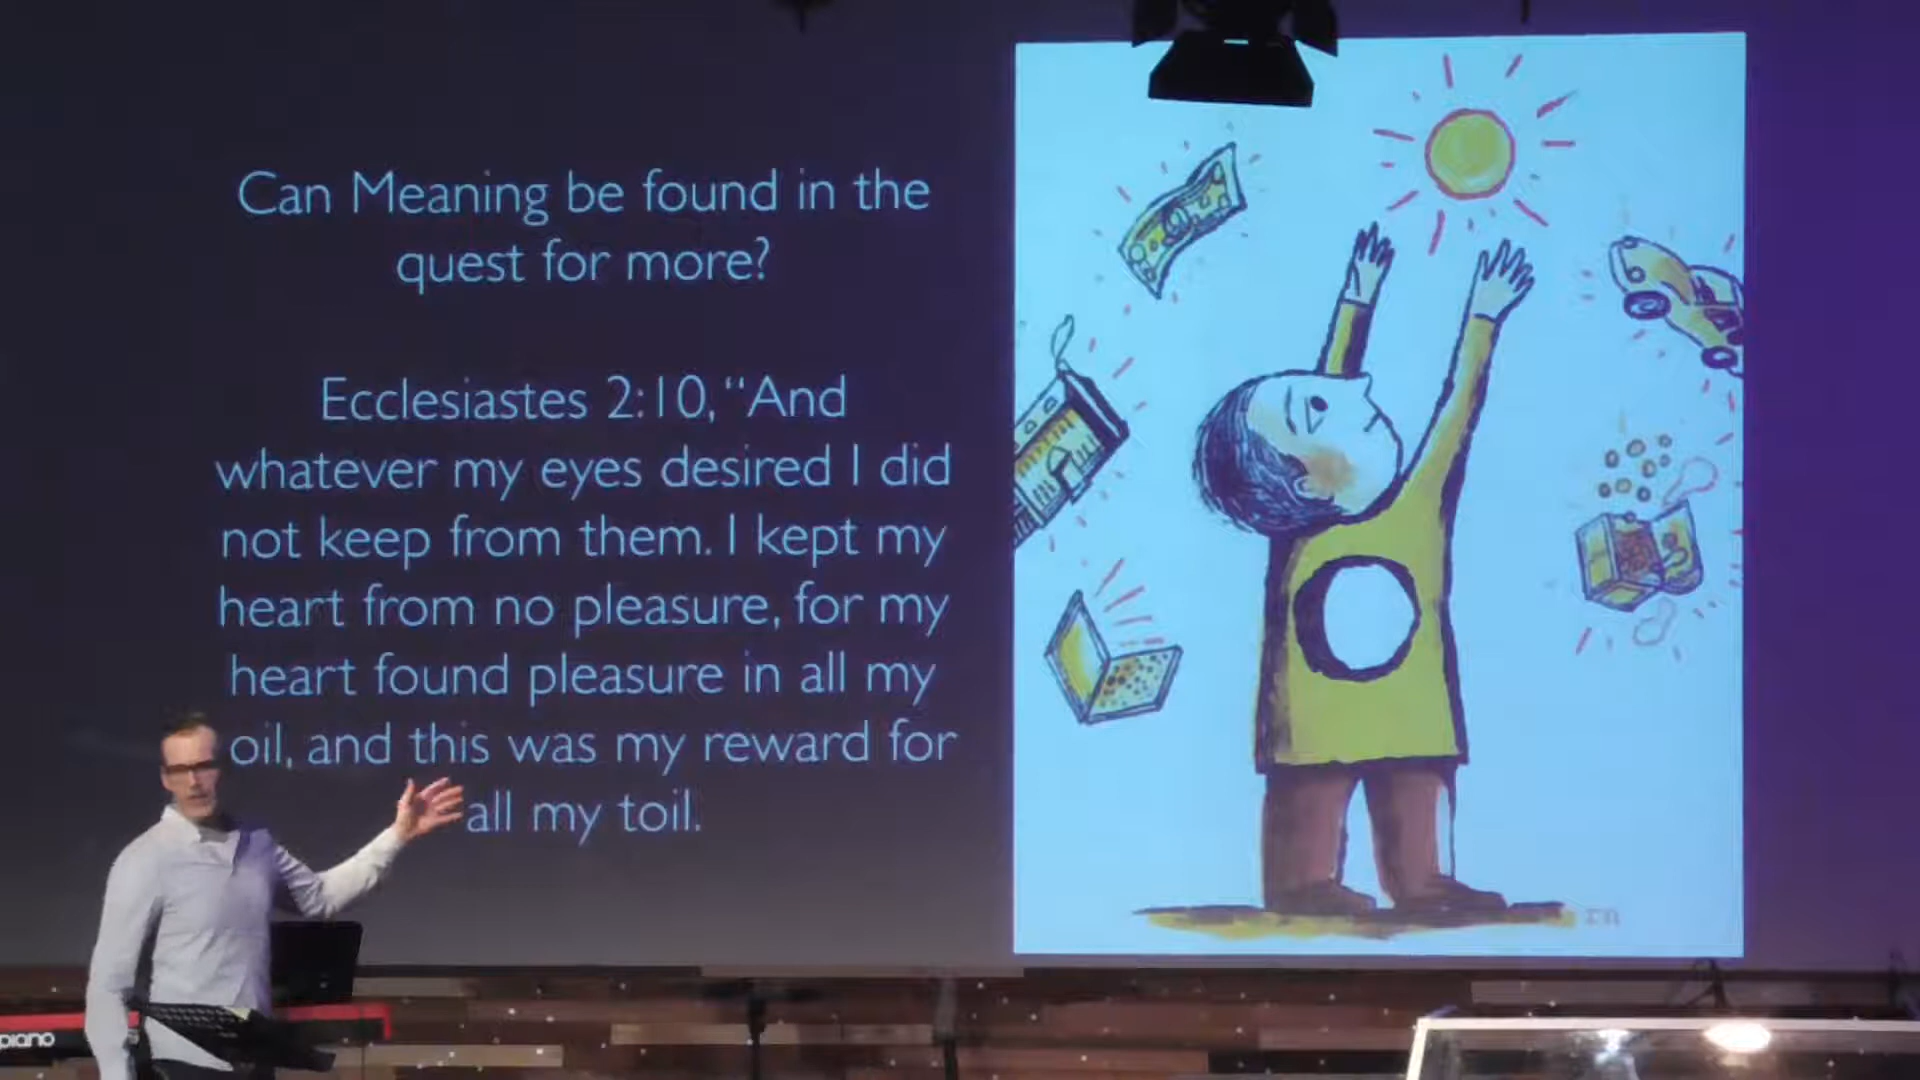 Can Meaning be found in the
quest for more?
Ecclesiastes 2:10, “And
whatever my eyes desired I did
not keep from them. I kept my
heart from no pleasure, for my
heart found pleasure in all my
oil, and this was my reward for
all my toil.
piano